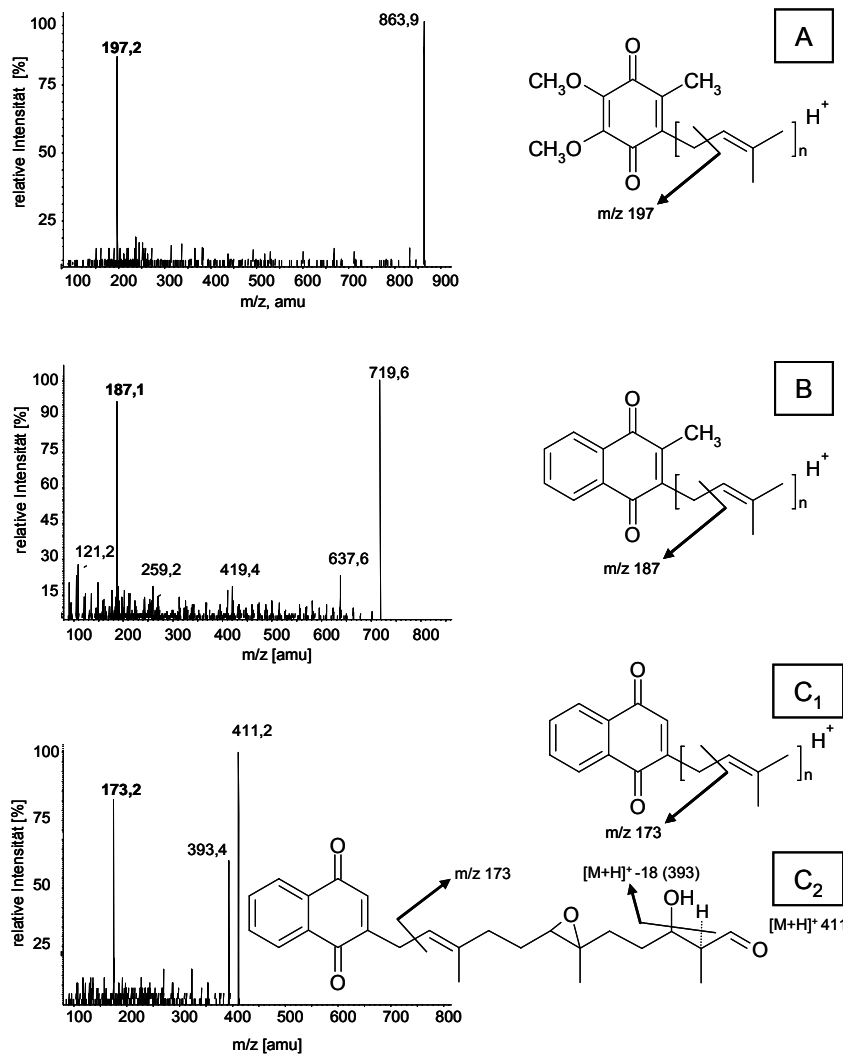 100
75
50
25
197,2
863,9
relative Intensität [%]
100 200 300 400 500 600 700 800 900
m/z, amu
A
O
CH₃O
CH₃
CH₃O
O
n
H⁺
m/z 197
100
90
75
60
45
30
15
187,1
719,6
121,2
259,2
419,4
637,6
relative Intensität [%]
100 200 300 400 500 600 700 800
m/z [amu]
B
O
CH₃
O
n
H⁺
m/z 187
100
75
50
25
173,2
393,4
411,2
relative Intensität [%]
100 200 300 400 500 600 700 800
m/z [amu]
C₁
O
O
n
H⁺
m/z 173
C₂
O
O
m/z 173
O
[M+H]⁺ -18 (393)
OH
H
O
[M+H]⁺ 411